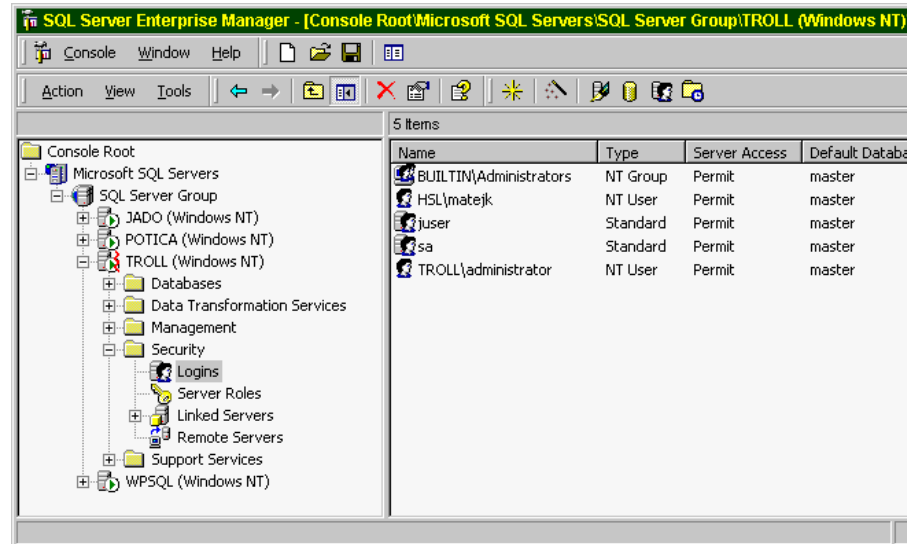 SQL Server Enterprise Manager - [Console Root\Microsoft SQL Servers\SQL Server Group\TROLL (Windows NT)
Console Window Help
Action View Tools
5 Items
Console Root
Microsoft SQL Servers
SQL Server Group
JADO (Windows NT)
POTICA (Windows NT)
TROLL (Windows NT)
Databases
Data Transformation Services
Management
Security
Logins
Server Roles
Linked Servers
Remote Servers
Support Services
WPSQL (Windows NT)
Name Type Server Access Default Databa
BUILTIN\Administrators NT Group Permit master
HSL\matejk NT User Permit master
juser Standard Permit master
sa Standard Permit master
TROLL\administrator NT User Permit master